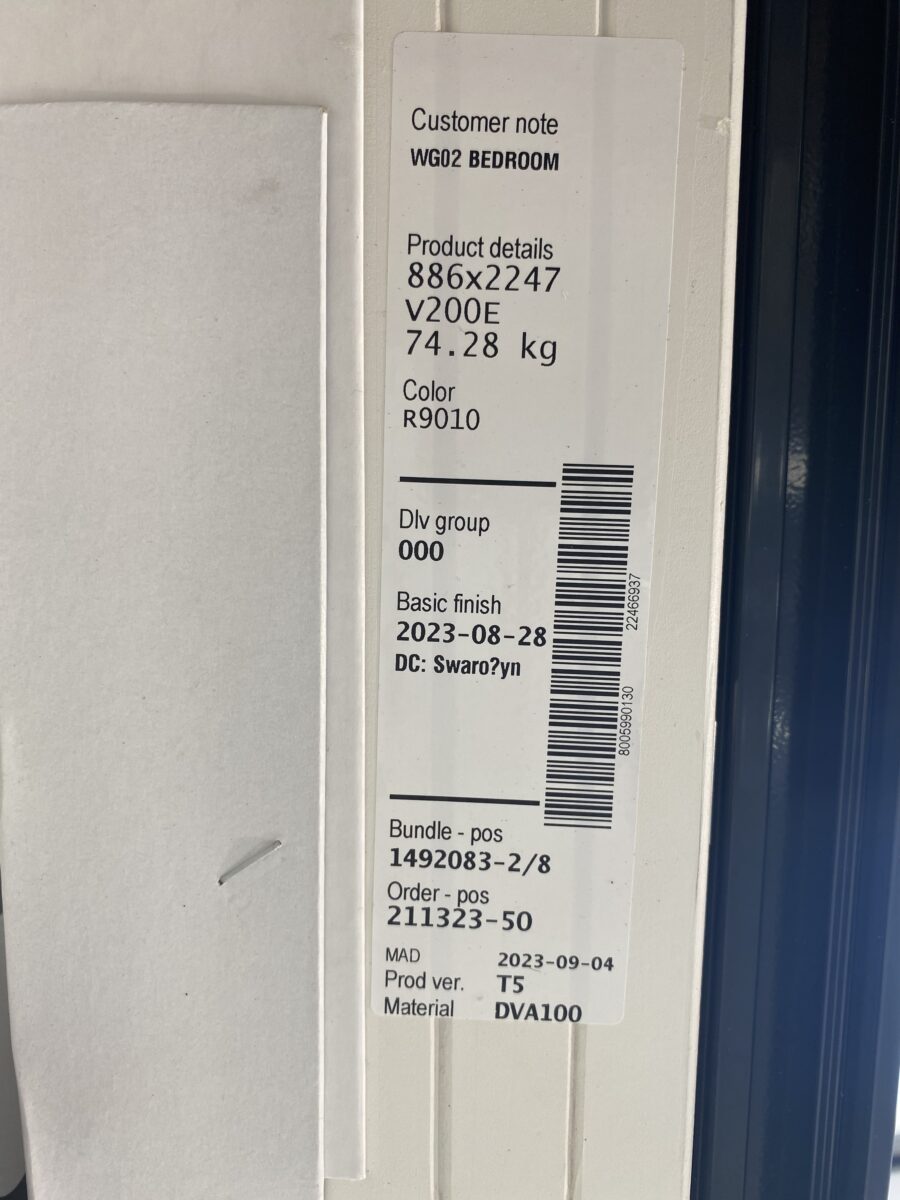 Customer note
WG02 BEDROOM
Product details
886x2247
V200E
74.28 kg
Color
R9010
Dlv group
000
Basic finish
2023-08-28
DC: Swaro?yn
22466937
8005990130
Bundle - pos
1492083-2/8
Order - pos
211323-50
MAD 2023-09-04
Prod ver. T5
Material DVA100